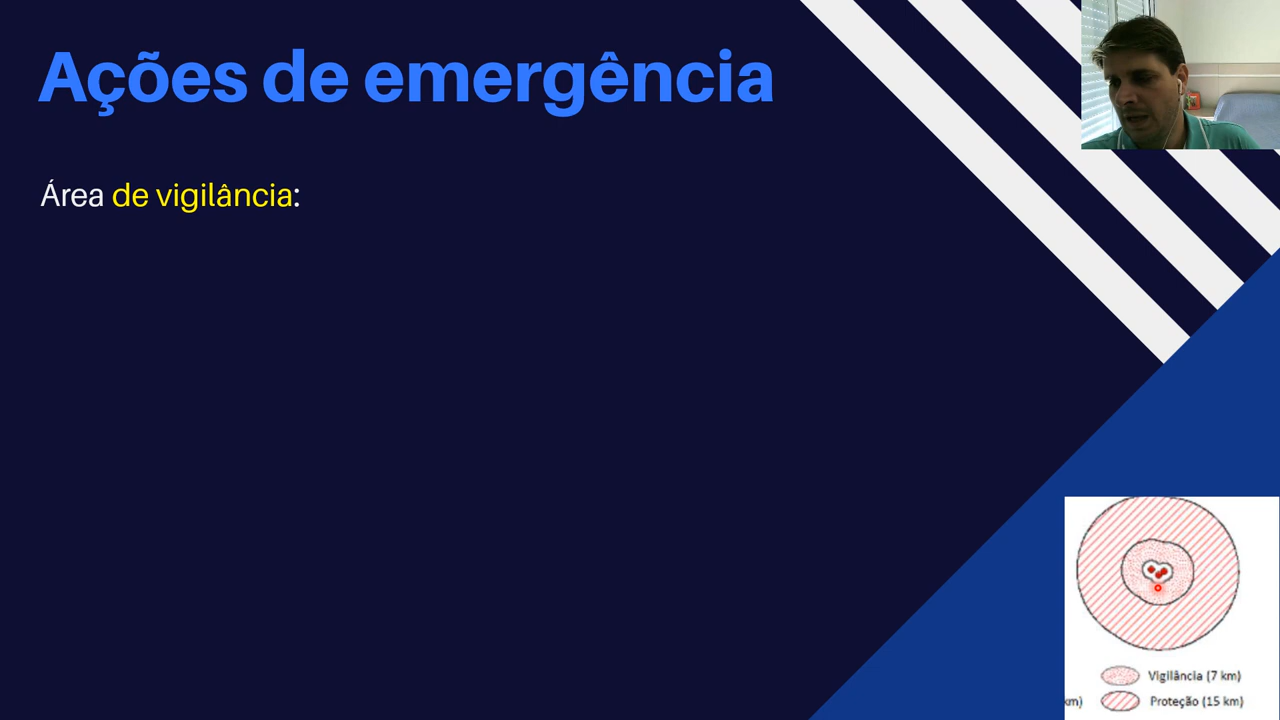 Ações de emergência
Área de vigilância:
Vigilância (7 km)
km) Proteção (15 km)